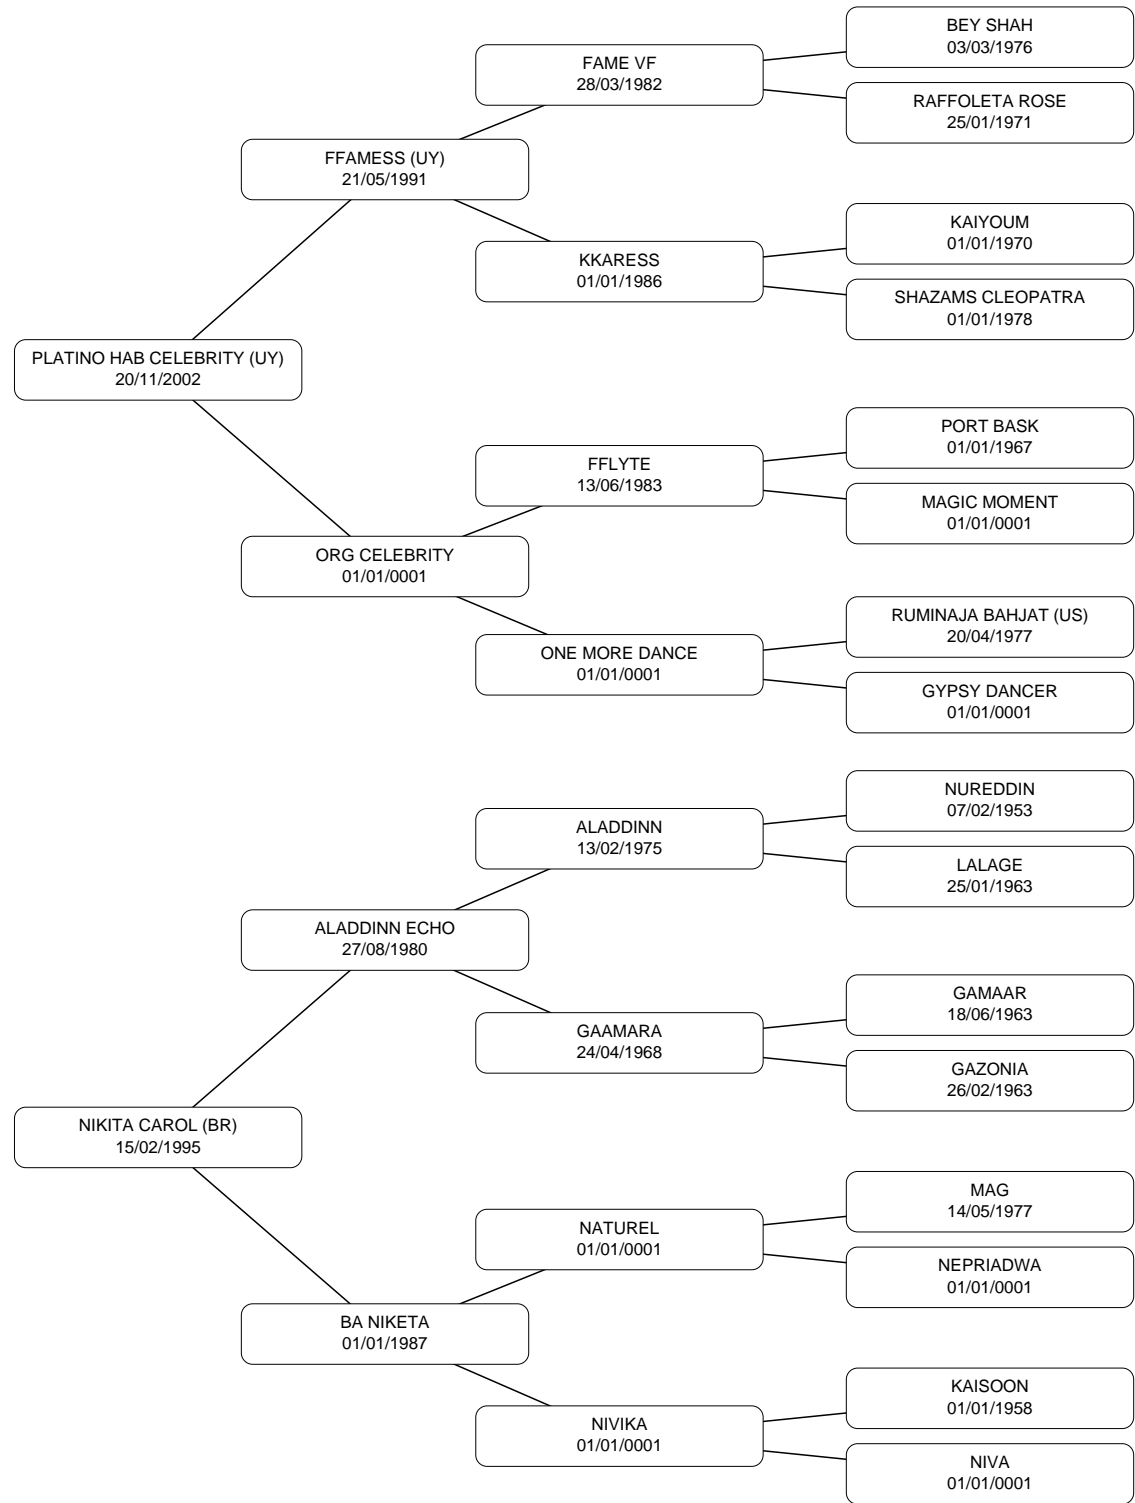 BEY SHAH
03/03/1976
FAME VF
28/03/1982
RAFFOLETA ROSE
25/01/1971
FFAMESS (UY)
21/05/1991
KAIYOUM
01/01/1970
KKARESS
01/01/1986
SHAZAMS CLEOPATRA
01/01/1978
PLATINO HAB CELEBRITY (UY)
20/11/2002
PORT BASK
01/01/1967
FFLYTE
13/06/1983
MAGIC MOMENT
01/01/0001
ORG CELEBRITY
01/01/0001
RUMINAJA BAHJAT (US)
20/04/1977
ONE MORE DANCE
01/01/0001
GYPSY DANCER
01/01/0001
NUREDDIN
07/02/1953
ALADDINN
13/02/1975
LALAGE
25/01/1963
ALADDINN ECHO
27/08/1980
GAMAAR
18/06/1963
GAAMARA
24/04/1968
GAZONIA
26/02/1963
NIKITA CAROL (BR)
15/02/1995
MAG
14/05/1977
NATUREL
01/01/0001
NEPRIADWA
01/01/0001
BA NIKETA
01/01/1987
KAISOON
01/01/1958
NIVIKA
01/01/0001
NIVA
01/01/0001